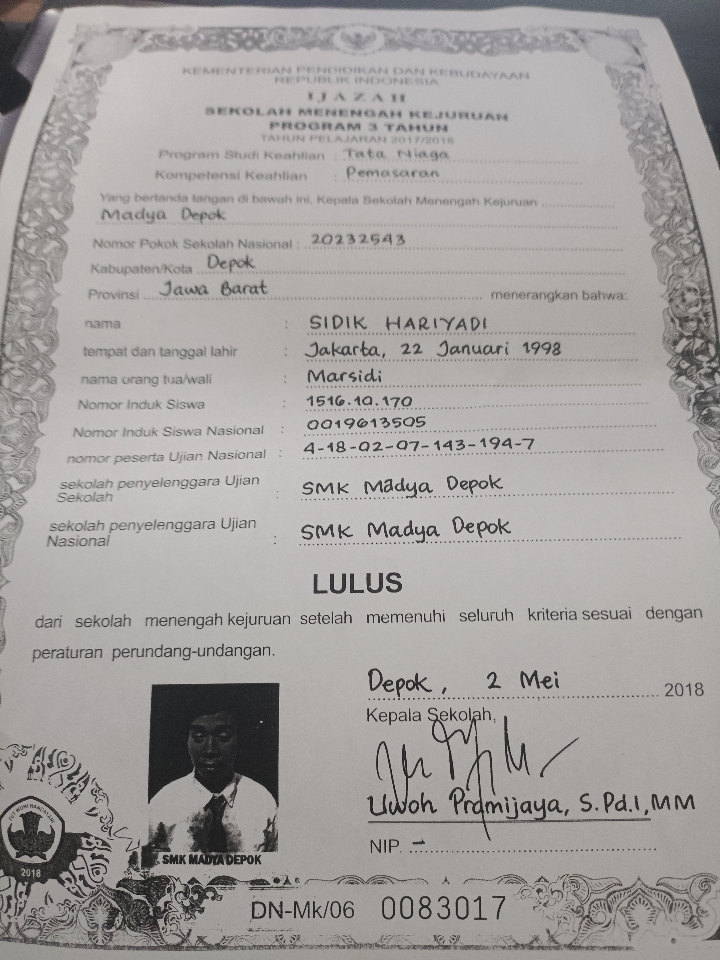 KEMENTERIAN PENDIDIKAN DAN KEBUDAYAAN
REPUBLIK INDONESIA
IJAZAH
SEKOLAH MENENGAH KEJURUAN
PROGRAM 3 TAHUN
TAHUN PELAJARAN 2017/2018
Program Studi Keahlian : Tata Niaga
Kompetensi Keahlian : Pemasaran
Yang bertanda tangan di bawah ini, Kepala Sekolah Menengah Kejuruan
Madya Depok
Nomor Pokok Sekolah Nasional : 20232543
Kabupaten/Kota Depok
Provinsi Jawa Barat menerangkan bahwa:
nama : SIDIK HARIYADI
tempat dan tanggal lahir : Jakarta, 22 Januari 1998
nama orang tua/wali : Marsidi
Nomor Induk Siswa : 1516.10.170
Nomor Induk Siswa Nasional : 0019613505
nomor peserta Ujian Nasional : 4-18-02-07-143-194-7
sekolah penyelenggara Ujian
Sekolah : SMK Madya Depok
sekolah penyelenggara Ujian
Nasional : SMK Madya Depok
LULUS
dari sekolah menengah kejuruan setelah memenuhi seluruh kriteria sesuai dengan
peraturan perundang-undangan.
Depok, 2 Mei 2018
Kepala Sekolah,
Uwoh Pramijaya, S.Pd.I, MM
NIP. -
SMK MADYA DEPOK
TUT WURI HANDAYANI
2018
DN-Mk/06 0083017